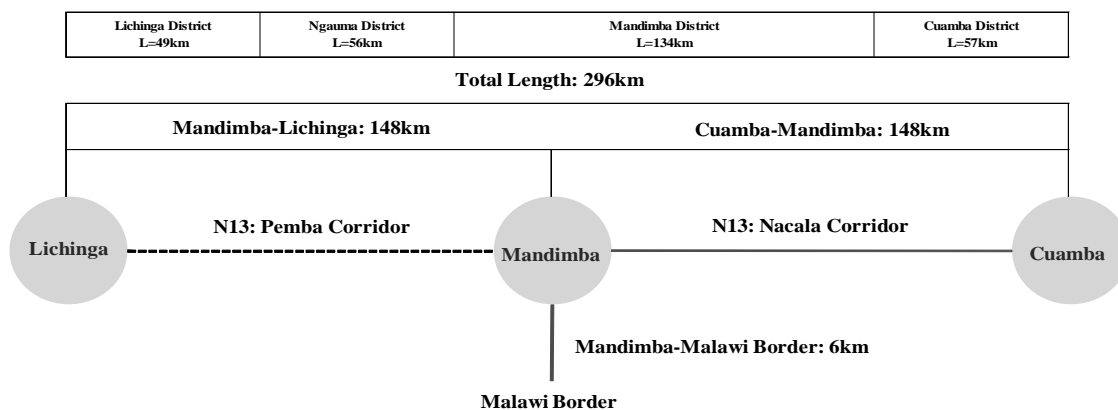 Lichinga District
L=49km
Ngauma District
L=56km
Mandimba District
L=134km
Cuamba District
L=57km
Total Length: 296km
Mandimba-Lichinga: 148km
Cuamba-Mandimba: 148km
N13: Pemba Corridor
N13: Nacala Corridor
Lichinga
Mandimba
Cuamba
Mandimba-Malawi Border: 6km
Malawi Border